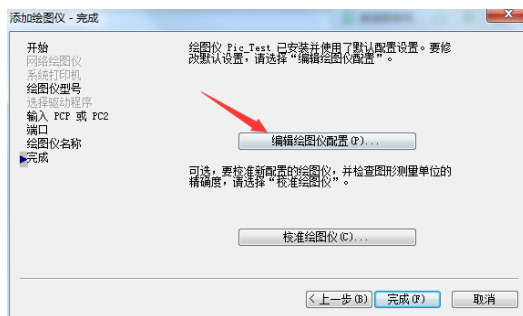 添加绘图仪 - 完成
开始
网络绘图仪
系统打印机
绘图仪型号
选择驱动程序
输入 PCP 或 PC2
端口
绘图仪名称
完成
绘图仪 Pic_Test 已安装并使用了默认配置设置。要修
改默认设置，请选择“编辑绘图仪配置”。
编辑绘图仪配置(P)...
可选，要校准新配置的绘图仪，并检查图形测量单位的
精确度，请选择“校准绘图仪”。
校准绘图仪(C)...
<上一步(B) 完成(F) 取消